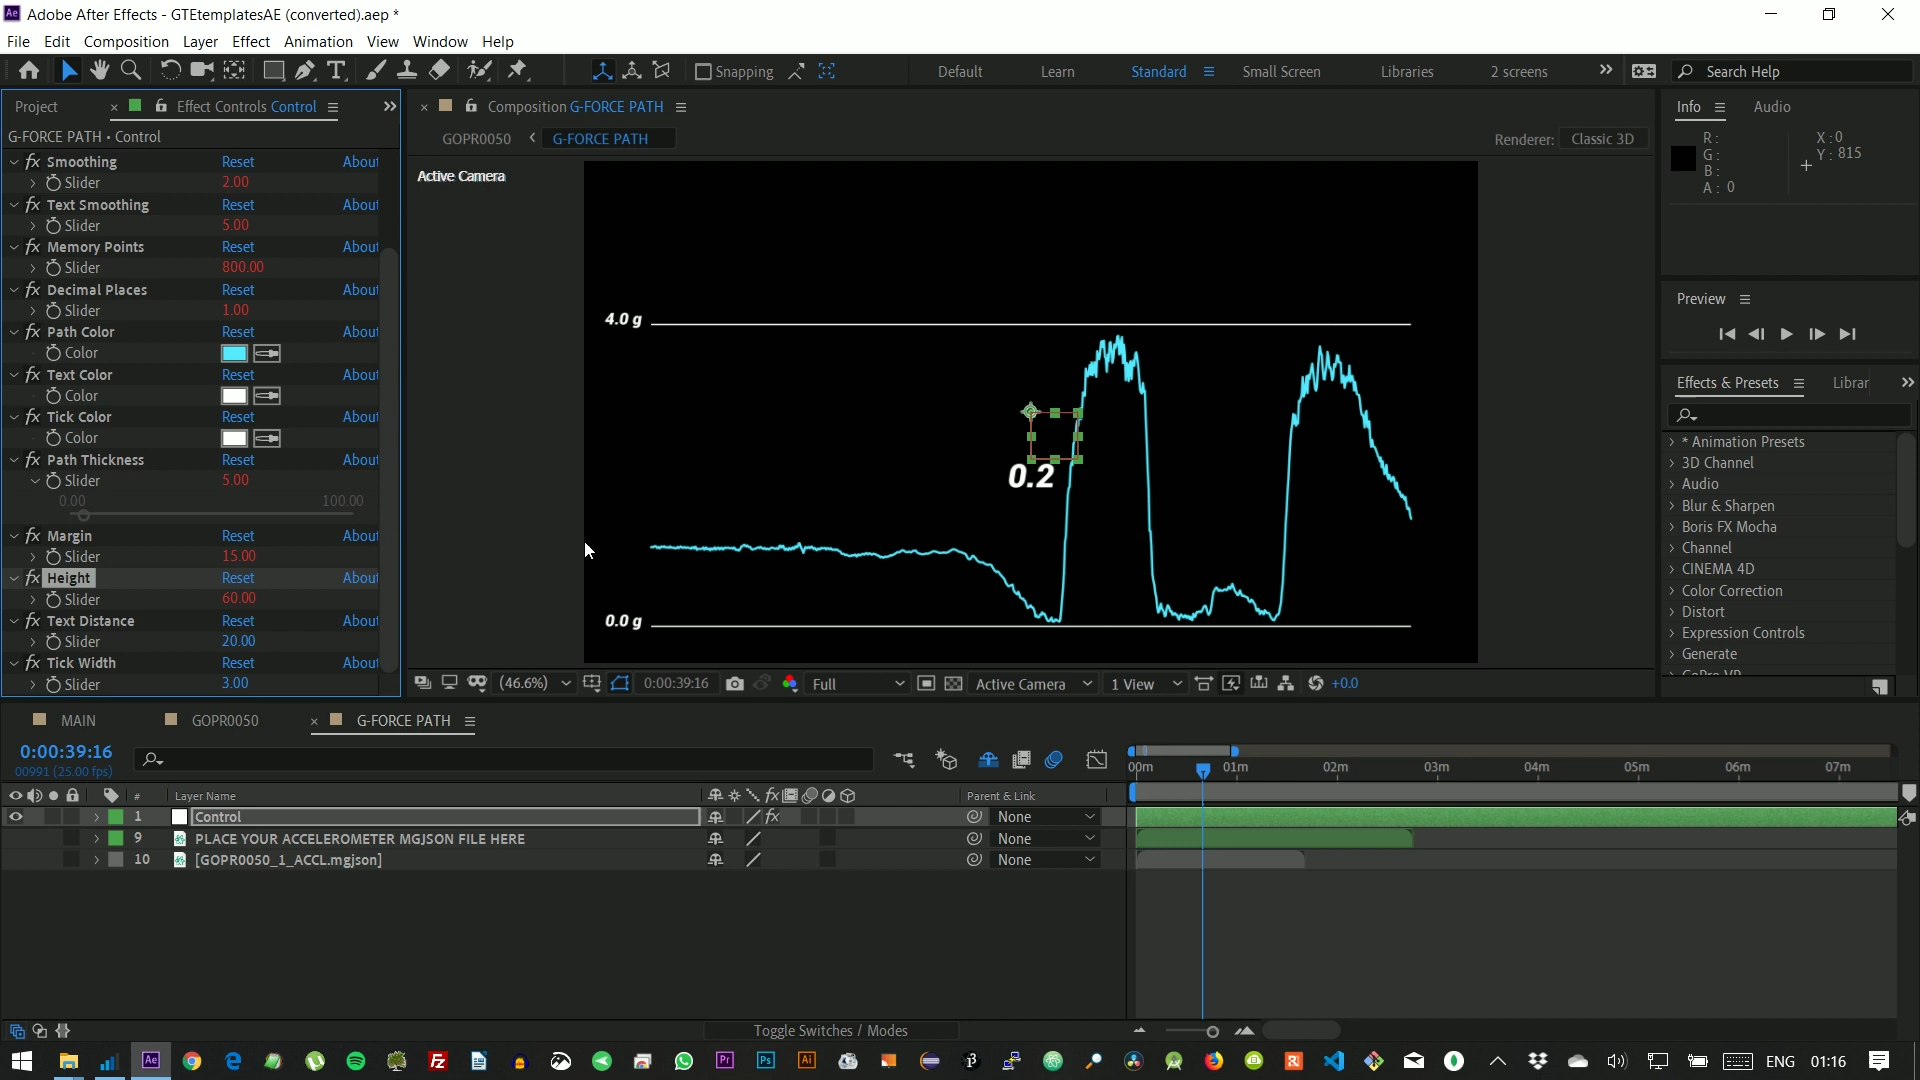 Adobe After Effects - GTEtemplatesAE (converted).aep *
File Edit Composition Layer Effect Animation View Window Help
Snapping Default Learn Standard Small Screen Libraries 2 screens Search Help
Project Effect Controls Control
G-FORCE PATH • Control
Smoothing Reset About
Slider 2.00
Text Smoothing Reset About
Slider 5.00
Memory Points Reset About
Slider 800.00
Decimal Places Reset About
Slider 1.00
Path Color Reset About
Color
Text Color Reset About
Color
Tick Color Reset About
Color
Path Thickness Reset About
Slider 5.00
0.00 100.00
Margin Reset About
Slider 15.00
Height Reset About
Slider 60.00
Text Distance Reset About
Slider 20.00
Tick Width Reset About
Slider 3.00
Composition G-FORCE PATH
GOPR0050 < G-FORCE PATH
Renderer: Classic 3D
Active Camera
4.0 g
0.2
0.0 g
(46.6%) 0:00:39:16 Full Active Camera 1 View +0.0
Info Audio
R: X: 0
G: Y: 815
B:
A: 0
Preview
Effects & Presets Librar
* Animation Presets
3D Channel
Audio
Blur & Sharpen
Boris FX Mocha
Channel
CINEMA 4D
Color Correction
Distort
Expression Controls
Generate
GoPro VR
MAIN GOPR0050 G-FORCE PATH
0:00:39:16
00991 (25.00 fps)
00m 01m 02m 03m 04m 05m 06m 07m
# Layer Name Parent & Link
1 Control None
9 PLACE YOUR ACCELEROMETER MGJSON FILE HERE None
10 [GOPR0050_1_ACCL.mgjson] None
Toggle Switches / Modes
ENG 01:16